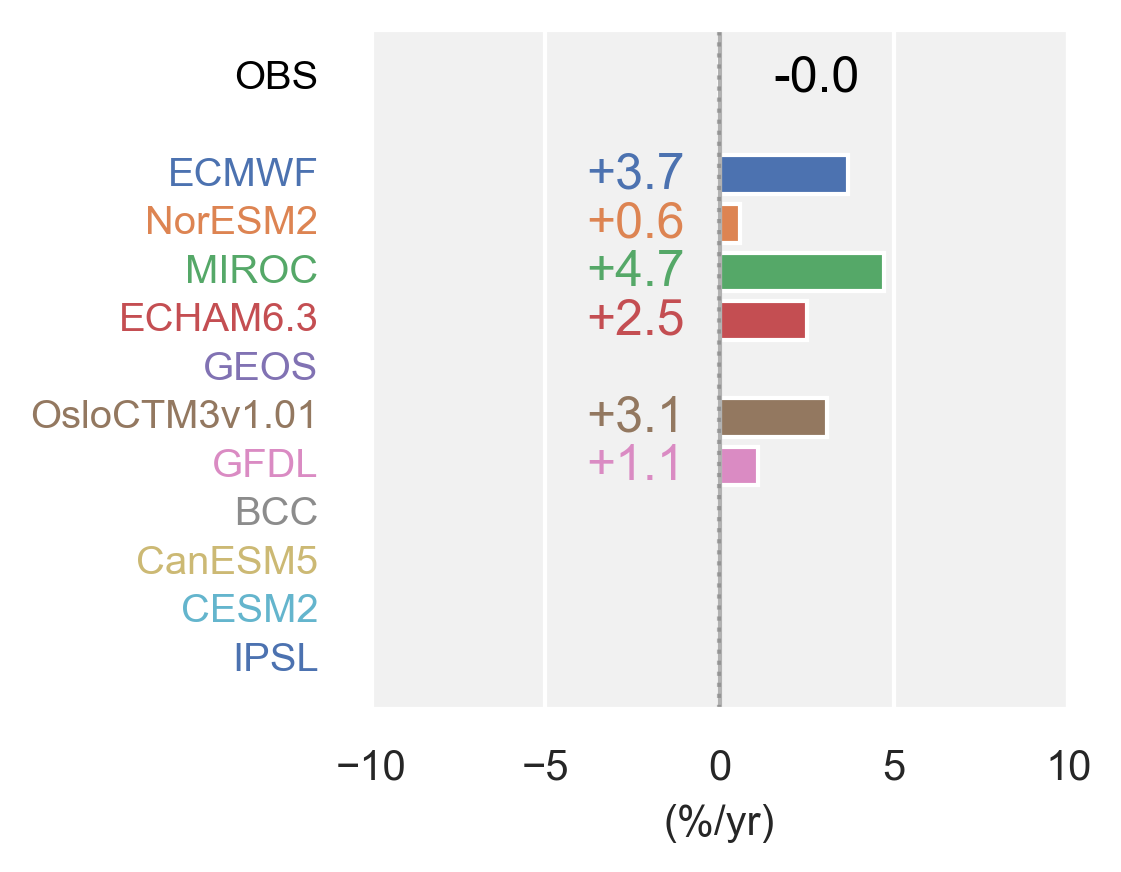 OBS -0.0
ECMWF +3.7
NorESM2 +0.6
MIROC +4.7
ECHAM6.3 +2.5
GEOS
OsloCTM3v1.01 +3.1
GFDL +1.1
BCC
CanESM5
CESM2
IPSL
−10 −5 0 5 10
(%/yr)